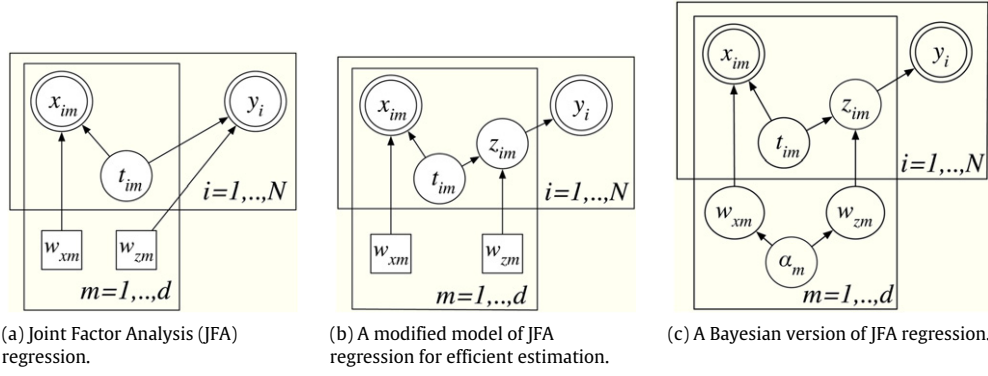 x_im
y_i
t_im
i=1,..,N
w_xm
w_zm
m=1,..,d
(a) Joint Factor Analysis (JFA)
regression.
x_im
y_i
z_im
t_im
i=1,..,N
w_xm
w_zm
m=1,..,d
(b) A modified model of JFA
regression for efficient estimation.
x_im
y_i
z_im
t_im
i=1,..,N
w_xm
w_zm
α_m
m=1,..,d
(c) A Bayesian version of JFA regression.